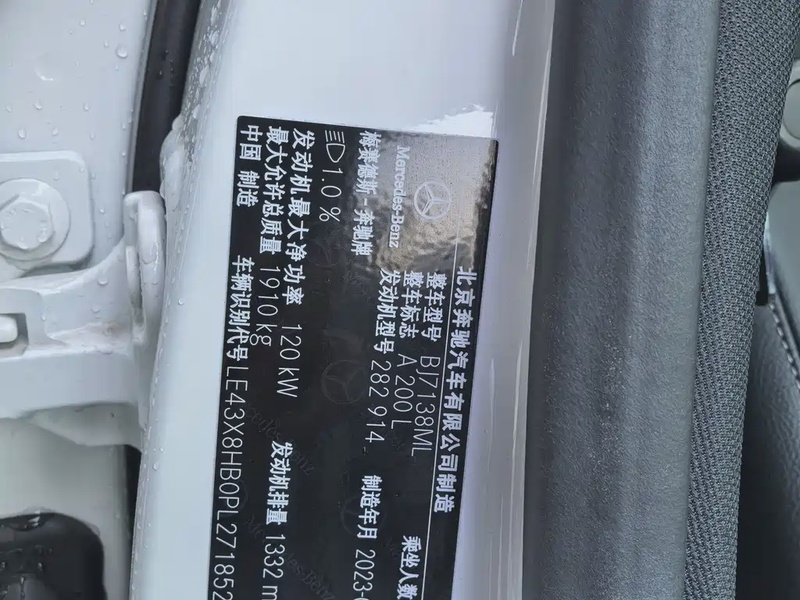 北京奔驰汽车有限公司制造
Mercedes-Benz
整车型号 BJ7138ML 乘坐人数
整车标志 A 200 L
梅赛德斯-奔驰牌 发动机型号 282 914 制造年月 2023-
1.0 %
发动机最大净功率 120 kW 发动机排量 1332 m
最大允许总质量 1910 kg
中国 制造 车辆识别代号 LE43X8HB0PL271852